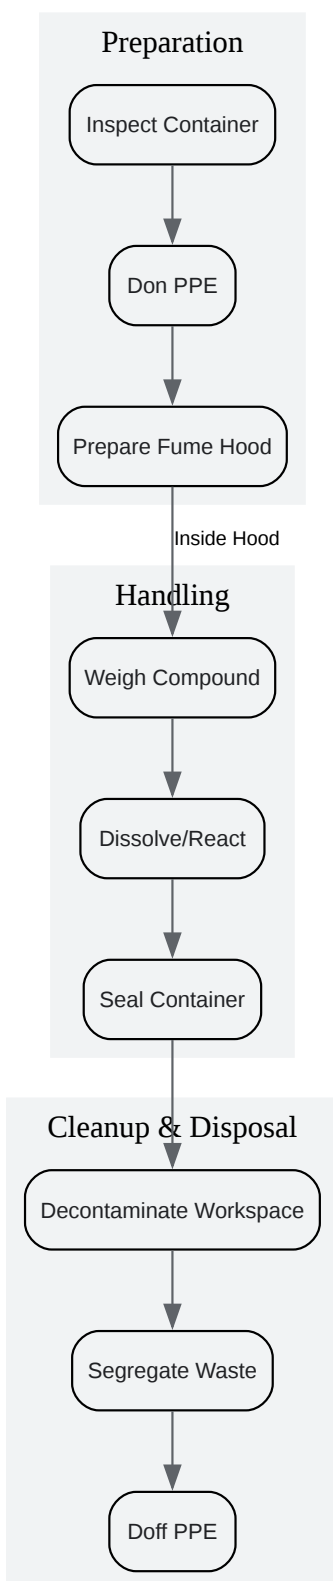 Preparation
Inspect Container
Don PPE
Prepare Fume Hood
Inside Hood
Handling
Weigh Compound
Dissolve/React
Seal Container
Cleanup & Disposal
Decontaminate Workspace
Segregate Waste
Doff PPE